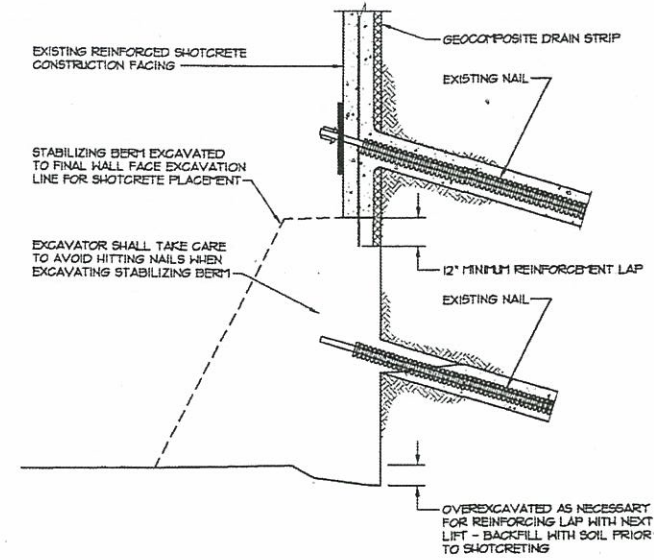 EXISTING REINFORCED SHOTCRETE
CONSTRUCTION FACING
GEOCOMPOSITE DRAIN STRIP
EXISTING NAIL
STABILIZING BERM EXCAVATED
TO FINAL WALL FACE EXCAVATION
LINE FOR SHOTCRETE PLACEMENT
EXCAVATOR SHALL TAKE CARE
TO AVOID HITTING NAILS WHEN
EXCAVATING STABILIZING BERM
12" MINIMUM REINFORCEMENT LAP
EXISTING NAIL
OVEREXCAVATED AS NECESSARY
FOR REINFORCING LAP WITH NEXT
LIFT - BACKFILL WITH SOIL PRIOR
TO SHOTCRETING